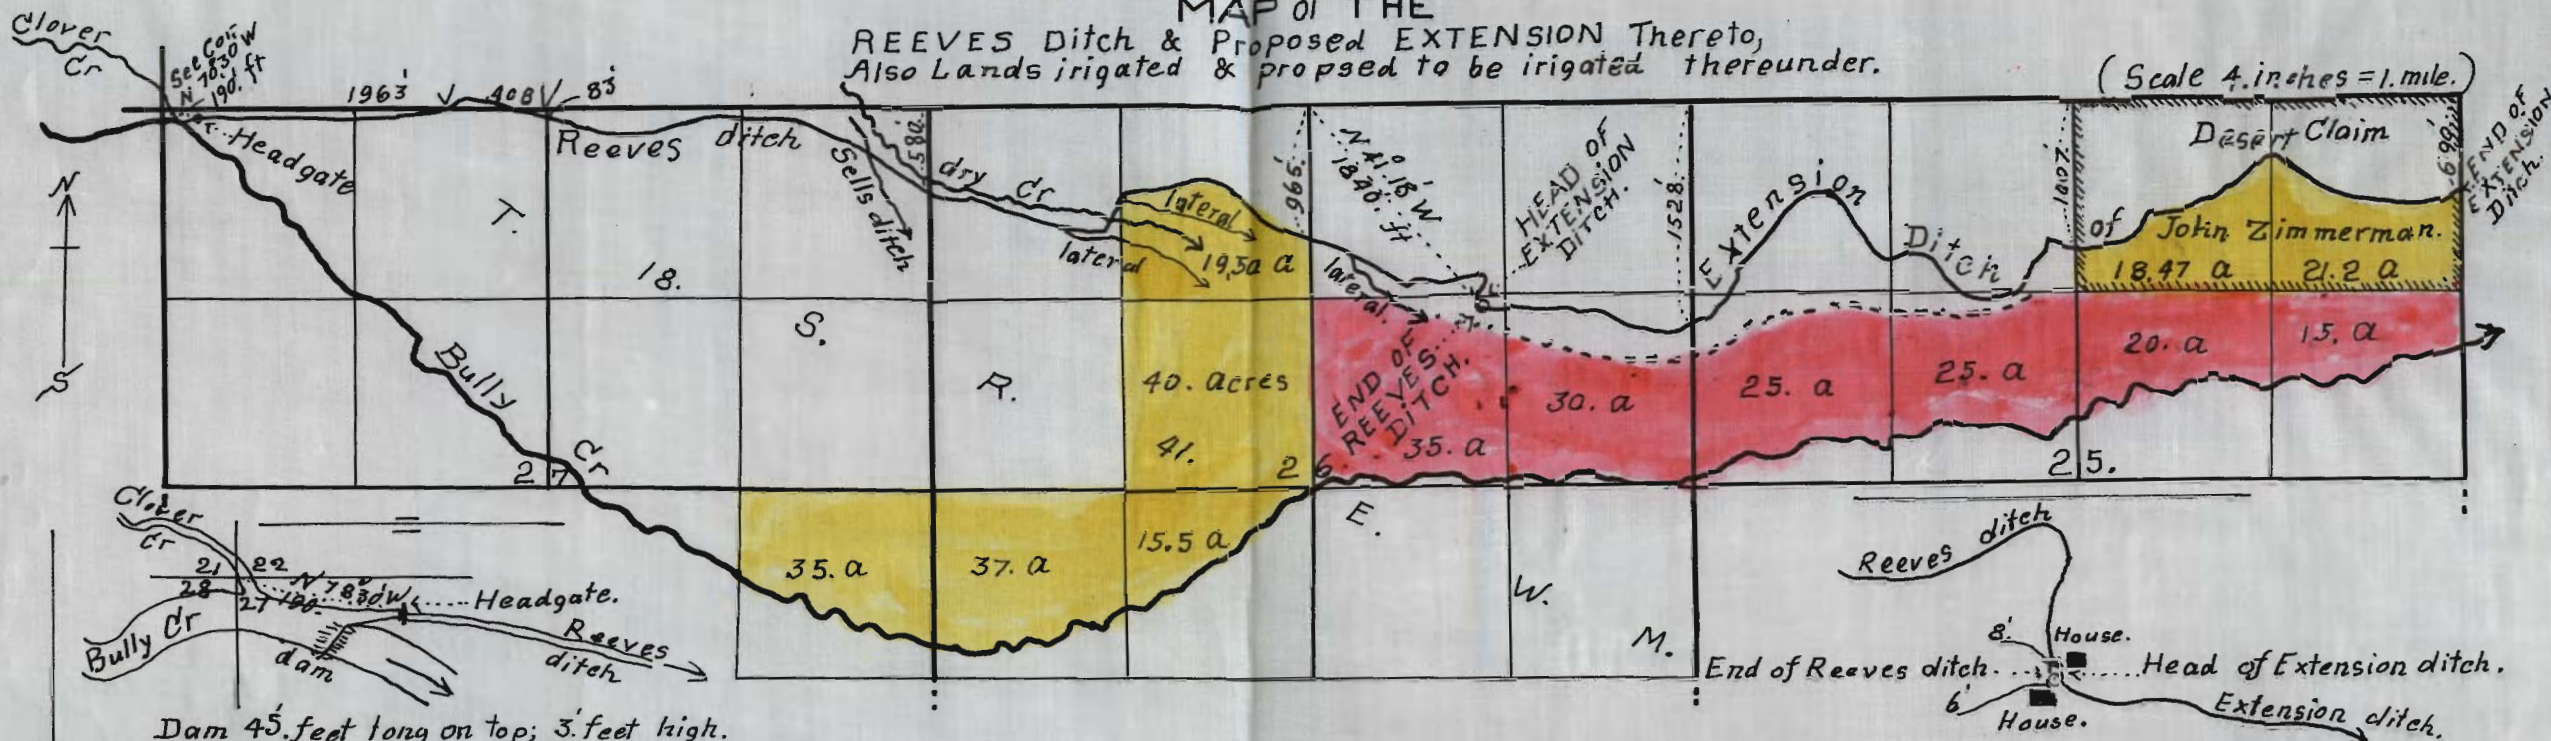 MAP of THE
REEVES Ditch & Proposed EXTENSION Thereto,
Also Lands irigated & propsed to be irigated thereunder.
(Scale 4. inches = 1. mile.)
Clover
Cr
See Cor.
N 78°30 W
190. ft
Headgate
1963'
408
83'
Reeves ditch
Sells ditch
285.
dry Cr
lateral
lateral
19,50 a
965'
N 41°. 18' W.
1840. ft
HEAD OF
EXTENSION
DITCH.
1528'
Extension Ditch
1002'
Desert Claim
of John Zimmerman.
18.47 a
21.2 a
699'
END OF
EXTENSION
Ditch.
N
S
T.
18.
S.
R.
41.
E.
W.
M.
Bully Cr
27
26
25.
40. acres
lateral.
END OF
REEVES
DITCH.
35. a
30. a
25. a
25. a
20. a
15. a
35. a
37. a
15.5 a
Clover
Cr
21 22
28 27
N 78°30' W
190.
Headgate.
Bully Cr
dam
Reeves
ditch
Dam 45'. feet long on top; 3'. feet high.
Reeves ditch
8'.
House.
End of Reeves ditch.
Head of Extension ditch.
6'
House.
Extension ditch.